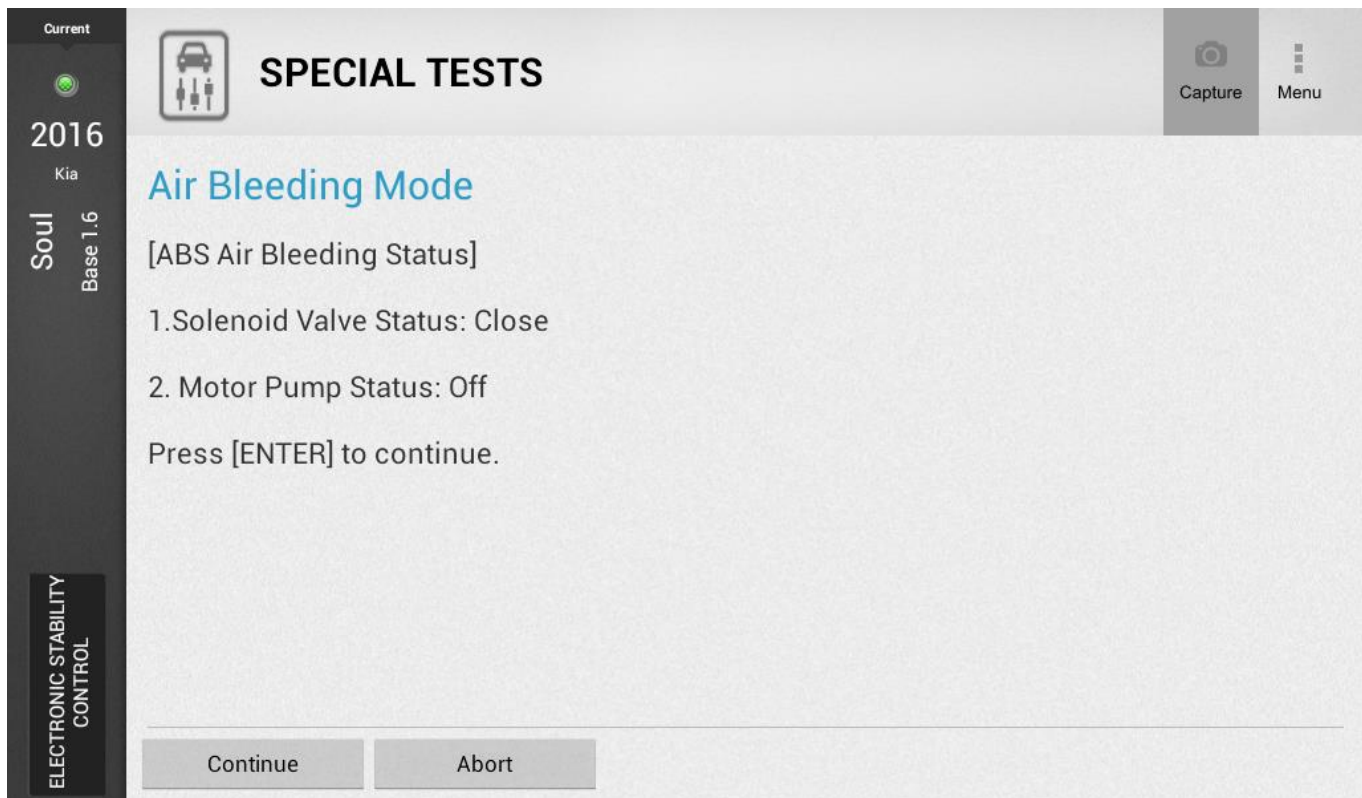 Current
2016
Kia
Soul
Base 1.6
ELECTRONIC STABILITY
CONTROL
SPECIAL TESTS
Capture
Menu
Air Bleeding Mode
[ABS Air Bleeding Status]
1.Solenoid Valve Status: Close
2. Motor Pump Status: Off
Press [ENTER] to continue.
Continue
Abort